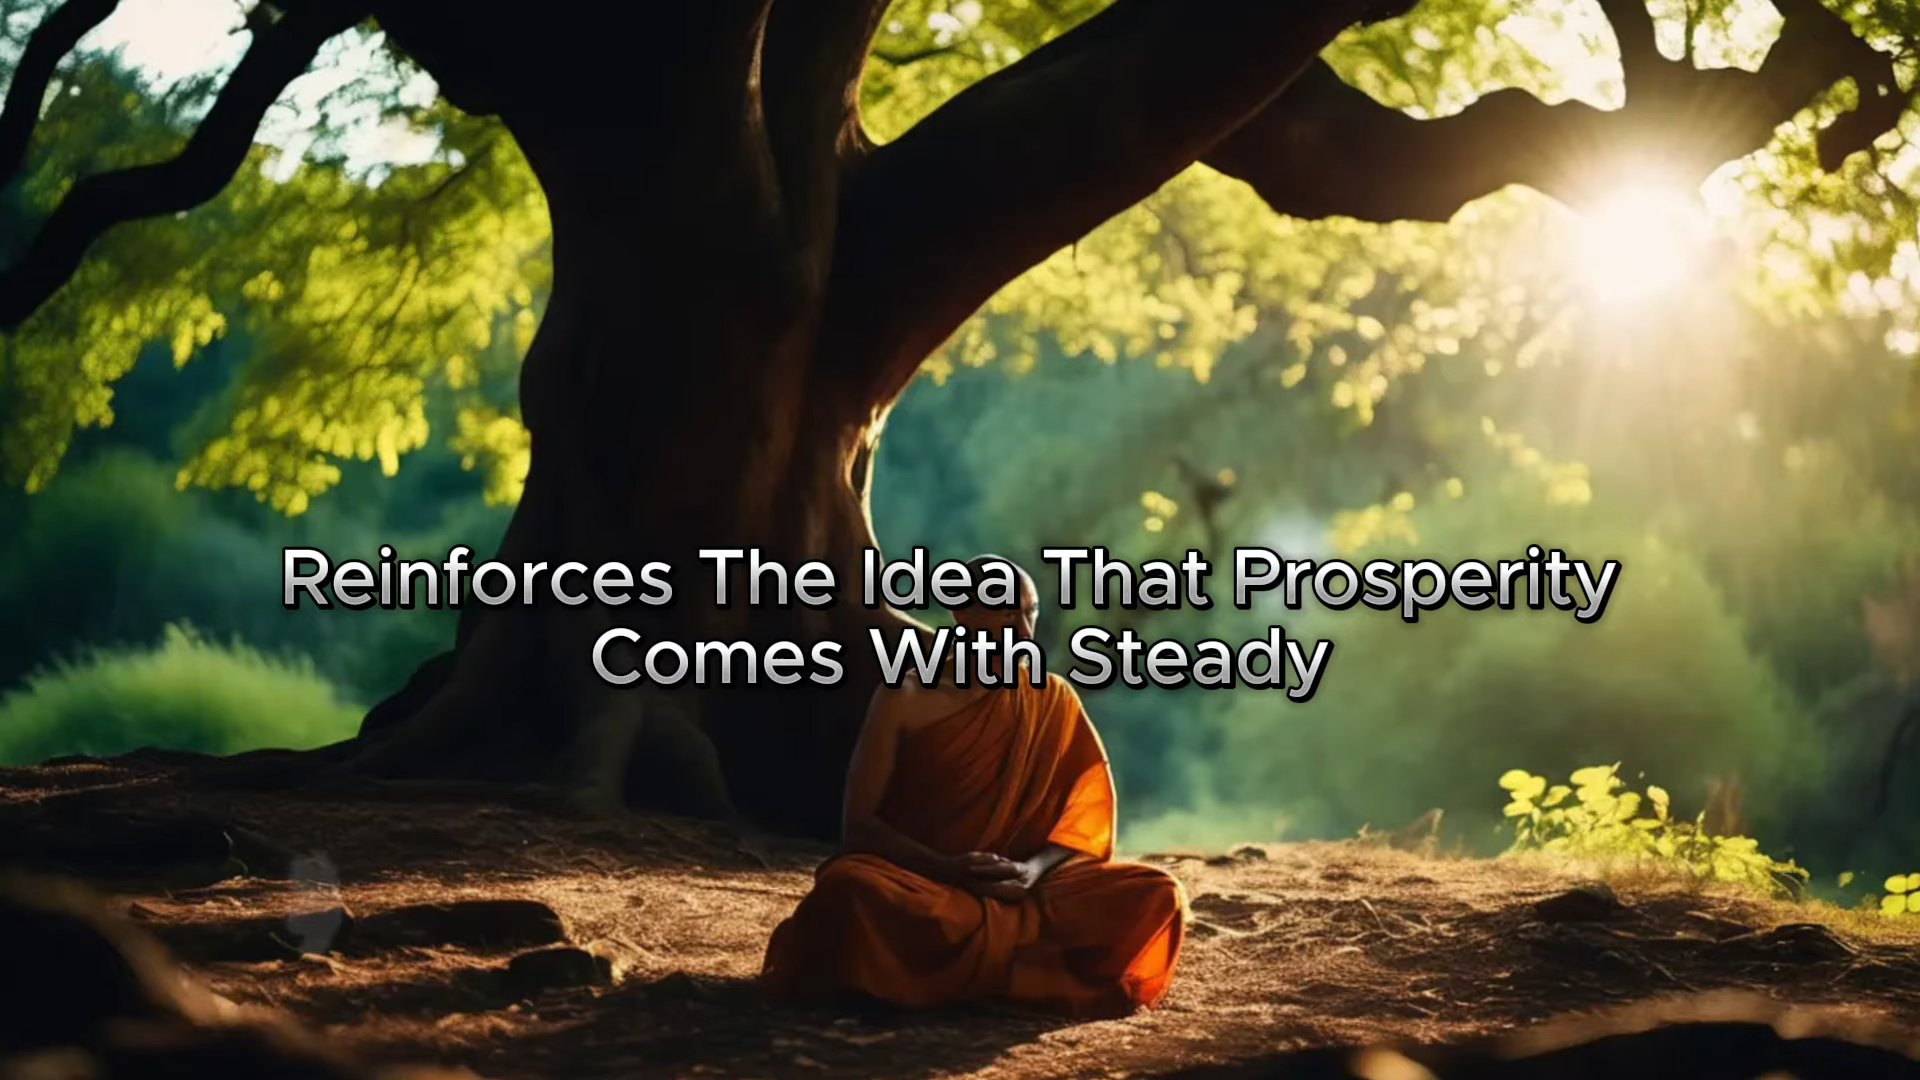 Reinforces The Idea That Prosperity
Comes With Steady